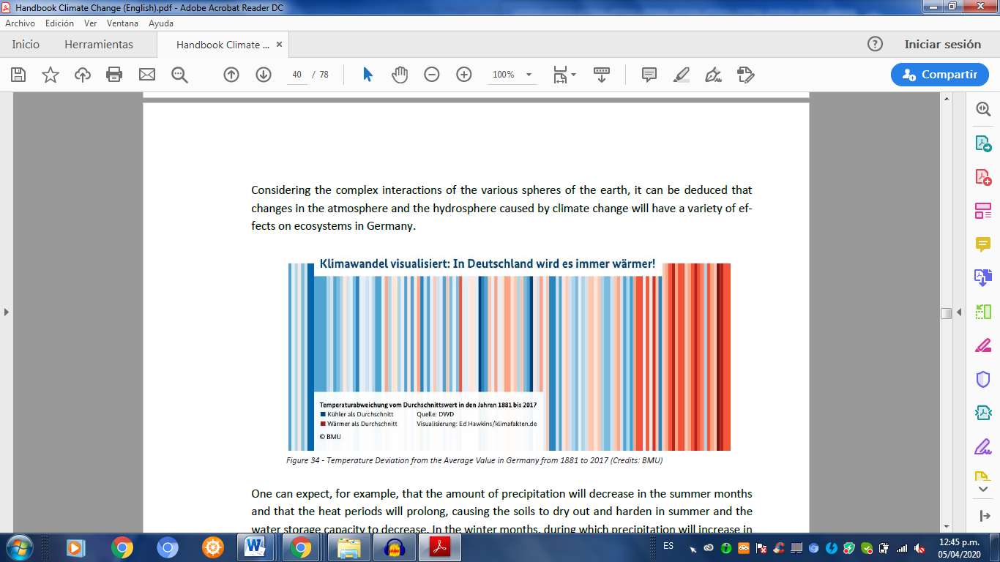 Handbook Climate Change (English).pdf - Adobe Acrobat Reader DC
Archivo Edición Ver Ventana Ayuda
Inicio Herramientas Handbook Climate ... × Iniciar sesión
40 / 78 100% Compartir
Considering the complex interactions of the various spheres of the earth, it can be deduced that
changes in the atmosphere and the hydrosphere caused by climate change will have a variety of ef-
fects on ecosystems in Germany.
Klimawandel visualisiert: In Deutschland wird es immer wärmer!
Temperaturabweichung vom Durchschnittswert in den Jahren 1881 bis 2017
Kühler als Durchschnitt Quelle: DWD
Wärmer als Durchschnitt Visualisierung: Ed Hawkins/klimafakten.de
© BMU
Figure 34 - Temperature Deviation from the Average Value in Germany from 1881 to 2017 (Credits: BMU)
One can expect, for example, that the amount of precipitation will decrease in the summer months
and that the heat periods will prolong, causing the soils to dry out and harden in summer and the
water storage capacity to decrease. In the winter months, during which precipitation will increase in
ES 12:45 p.m.
05/04/2020